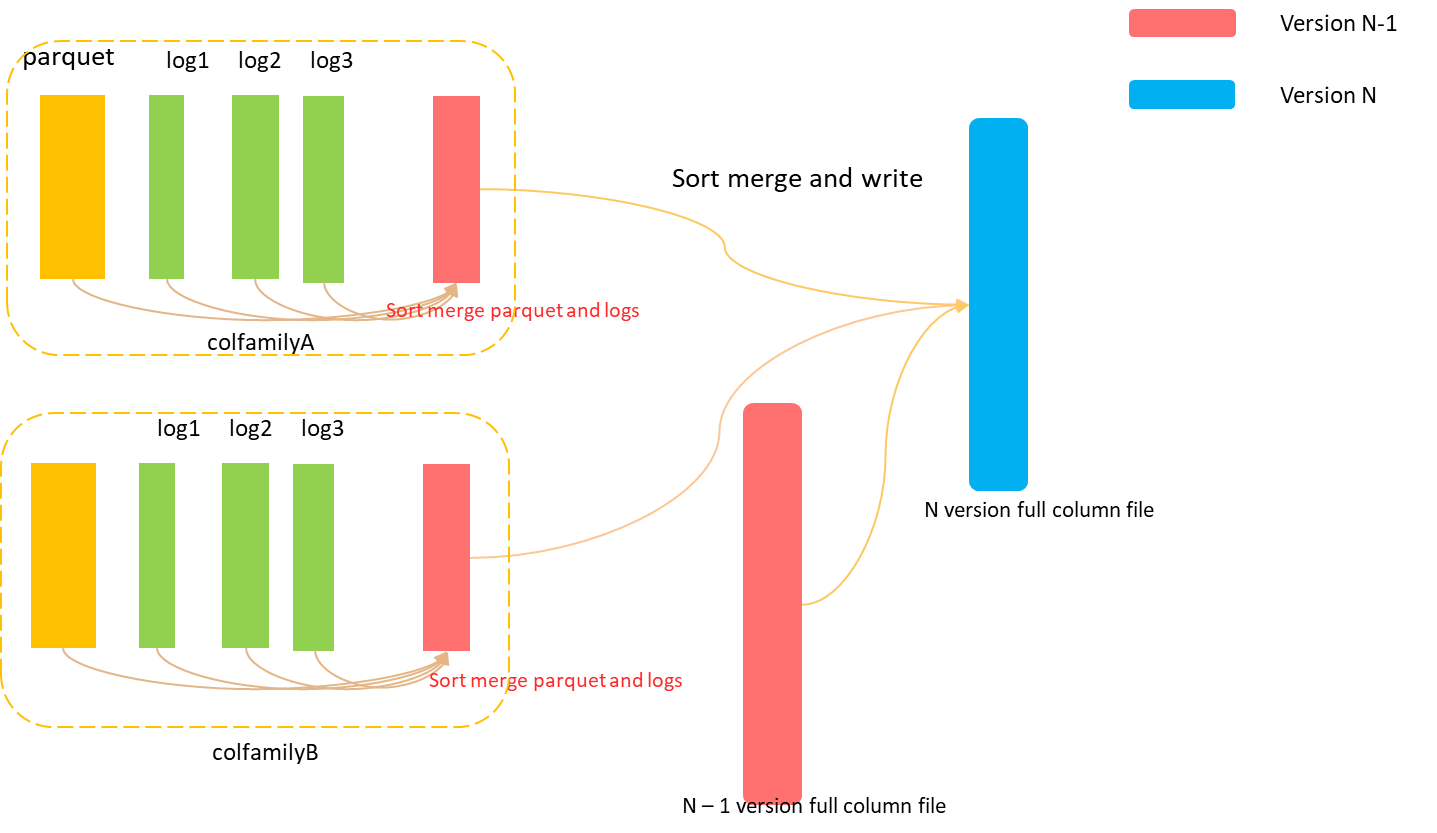 parquet
log1
log2
log3
Sort merge parquet and logs
colfamilyA
log1
log2
log3
Sort merge parquet and logs
colfamilyB
Sort merge and write
N version full column file
N – 1 version full column file
Version N-1
Version N